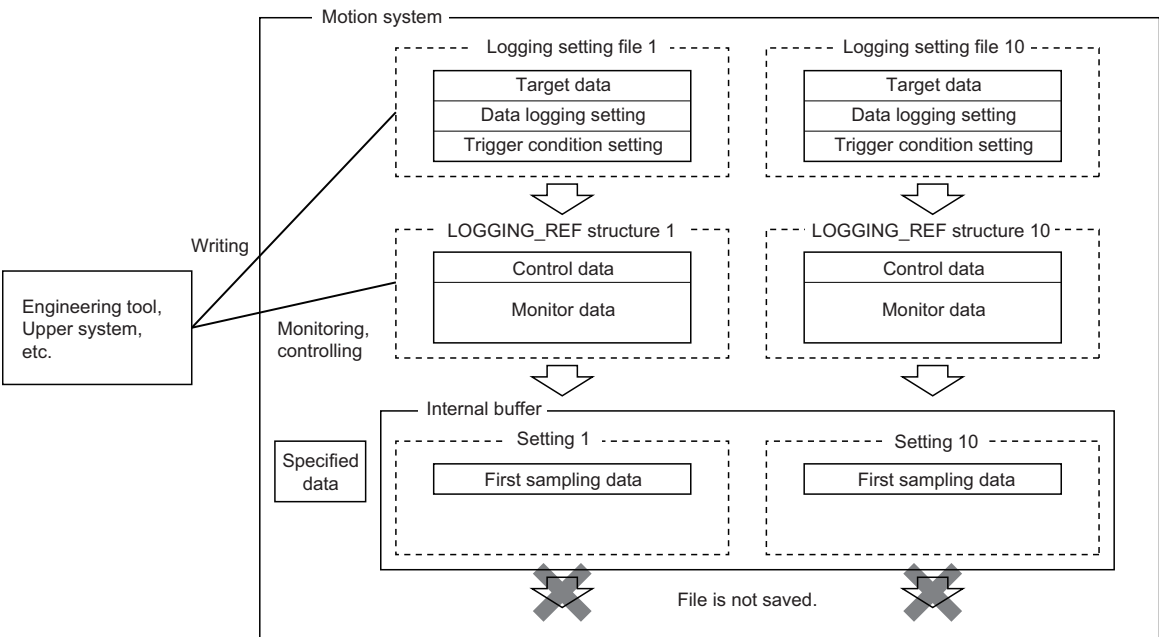 Motion system
Logging setting file 1
Logging setting file 10
Target data
Target data
Data logging setting
Data logging setting
Trigger condition setting
Trigger condition setting
LOGGING_REF structure 1
LOGGING_REF structure 10
Writing
Control data
Control data
Engineering tool,
Upper system,
etc.
Monitor data
Monitor data
Monitoring,
controlling
Internal buffer
Setting 1
Setting 10
Specified
data
First sampling data
First sampling data
File is not saved.